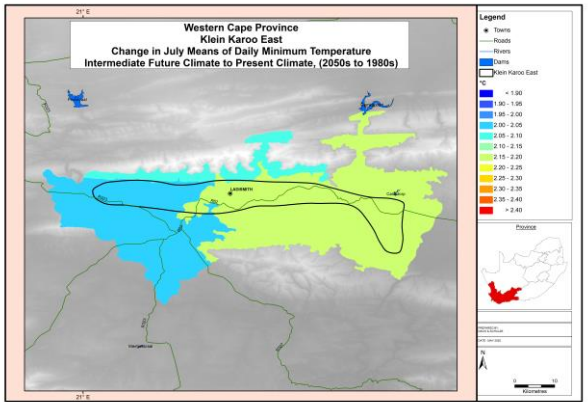 21° E
Western Cape Province
Klein Karoo East
Change in July Means of Daily Minimum Temperature
Intermediate Future Climate to Present Climate, (2050s to 1980s)
LADISMITH
21° E
Legend
Towns
Roads
Rivers
Dams
Klein Karoo East
°C
< 1.90
1.90 - 1.95
1.95 - 2.00
2.00 - 2.05
2.05 - 2.10
2.10 - 2.15
2.15 - 2.20
2.20 - 2.25
2.25 - 2.30
2.30 - 2.35
2.35 - 2.40
> 2.40
Province
N
0 10
Kilometres